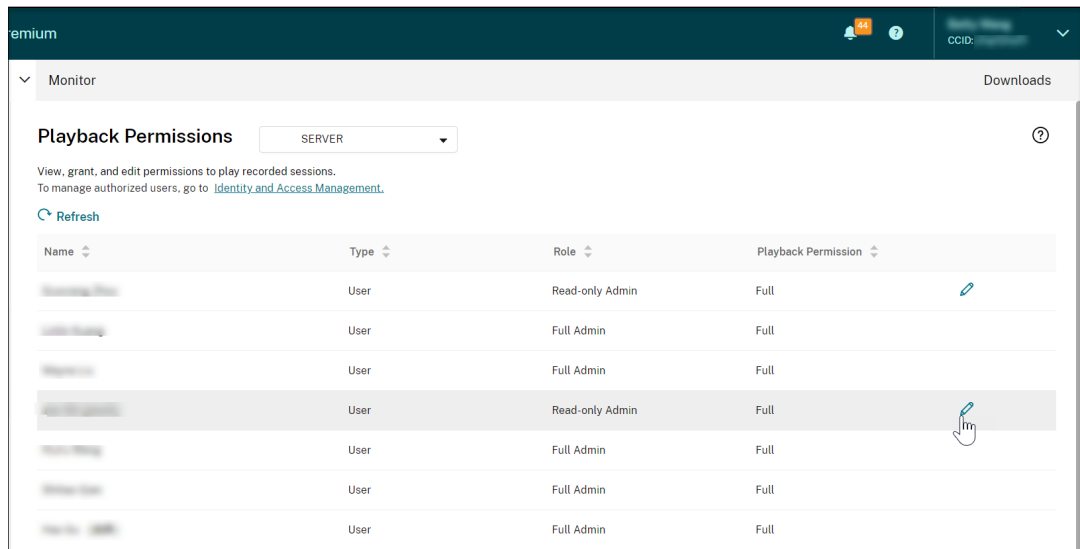 emium
44
?
CCID:
Monitor Downloads
Playback Permissions SERVER ?
View, grant, and edit permissions to play recorded sessions.
To manage authorized users, go to Identity and Access Management.
Refresh
Name Type Role Playback Permission
User Read-only Admin Full
User Full Admin Full
User Full Admin Full
User Read-only Admin Full
User Full Admin Full
User Full Admin Full
User Full Admin Full